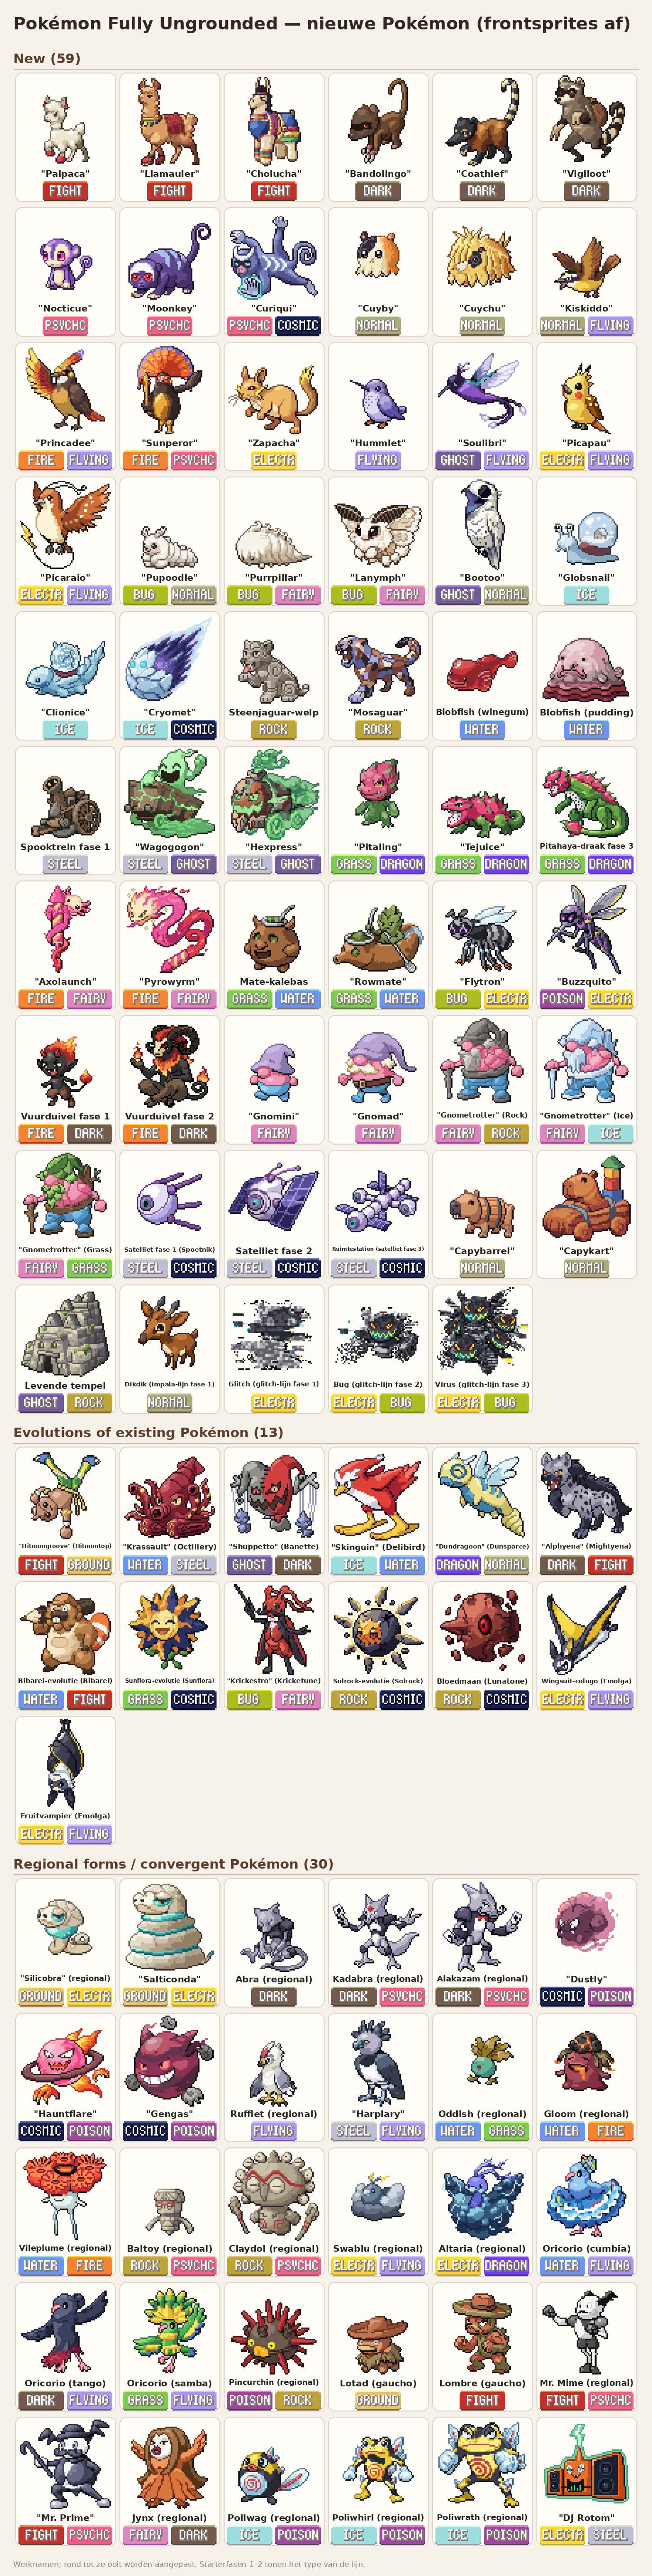 Pokémon Fully Ungrounded — nieuwe Pokémon (frontsprites af)
New (59)
"Palpaca" "Llamauler" "Cholucha" "Bandolingo" "Coathief" "Vigiloot"
FIGHT FIGHT FIGHT DARK DARK DARK
"Nocticue" "Moonkey" "Curiqui" "Cuyby" "Cuychu" "Kiskiddo"
PSYCHC PSYCHC PSYCHC COSMIC NORMAL NORMAL NORMAL FLYING
"Princadee" "Sunperor" "Zapacha" "Hummlet" "Soulibri" "Picapau"
FIRE FLYING FIRE PSYCHC ELECTR FLYING GHOST FLYING ELECTR FLYING
"Picaraio" "Pupoodle" "Purrpillar" "Lanymph" "Bootoo" "Globsnail"
ELECTR FLYING BUG NORMAL BUG FAIRY BUG FAIRY GHOST NORMAL ICE
"Clionice" "Cryomet" Steenjaguar-welp "Mosaguar" Blobfish (winegum) Blobfish (pudding)
ICE ICE COSMIC ROCK ROCK WATER WATER
Spooktrein fase 1 "Wagogogon" "Hexpress" "Pitaling" "Tejuice" Pitahaya-draak fase 3
STEEL STEEL GHOST STEEL GHOST GRASS DRAGON GRASS DRAGON GRASS DRAGON
"Axolaunch" "Pyrowyrm" Mate-kalebas "Rowmate" "Flytron" "Buzzquito"
FIRE FAIRY FIRE FAIRY GRASS WATER GRASS WATER BUG ELECTR POISON ELECTR
Vuurduivel fase 1 Vuurduivel fase 2 "Gnomini" "Gnomad" "Gnometrotter" (Rock) "Gnometrotter" (Ice)
FIRE DARK FIRE DARK FAIRY FAIRY FAIRY ROCK FAIRY ICE
"Gnometrotter" (Grass) Satelliet fase 1 (Spoetnik) Satelliet fase 2 Ruimtestation (satelliet fase 3) "Capybarrel" "Capykart"
FAIRY GRASS STEEL COSMIC STEEL COSMIC STEEL COSMIC NORMAL NORMAL
Levende tempel Dikdik (impala-lijn fase 1) Glitch (glitch-lijn fase 1) Bug (glitch-lijn fase 2) Virus (glitch-lijn fase 3)
GHOST ROCK NORMAL ELECTR ELECTR BUG ELECTR BUG
Evolutions of existing Pokémon (13)
"Hitmongroove" (Hitmontop) "Krassault" (Octillery) "Shuppetto" (Banette) "Skinguin" (Delibird) "Dundragoon" (Dunsparce) "Alphyena" (Mightyena)
FIGHT GROUND WATER STEEL GHOST DARK ICE WATER DRAGON NORMAL DARK FIGHT
Bibarel-evolutie (Bibarel) Sunflora-evolutie (Sunflora) "Krickestro" (Kricketune) Solrock-evolutie (Solrock) Bloedmaan (Lunatone) Wingsuit-colugo (Emolga)
WATER FIGHT GRASS COSMIC BUG FAIRY ROCK COSMIC ROCK COSMIC ELECTR FLYING
Fruitvampier (Emolga)
ELECTR FLYING
Regional forms / convergent Pokémon (30)
"Silicobra" (regional) "Salticonda" Abra (regional) Kadabra (regional) Alakazam (regional) "Dustly"
GROUND ELECTR GROUND ELECTR DARK DARK PSYCHC DARK PSYCHC COSMIC POISON
"Hauntflare" "Gengas" Rufflet (regional) "Harpiary" Oddish (regional) Gloom (regional)
COSMIC POISON COSMIC POISON FLYING STEEL FLYING WATER GRASS WATER FIRE
Vileplume (regional) Baltoy (regional) Claydol (regional) Swablu (regional) Altaria (regional) Oricorio (cumbia)
WATER FIRE ROCK PSYCHC ROCK PSYCHC ELECTR FLYING ELECTR DRAGON WATER FLYING
Oricorio (tango) Oricorio (samba) Pincurchin (regional) Lotad (gaucho) Lombre (gaucho) Mr. Mime (regional)
DARK FLYING GRASS FLYING POISON ROCK GROUND FIGHT FIGHT PSYCHC
"Mr. Prime" Jynx (regional) Poliwag (regional) Poliwhirl (regional) Poliwrath (regional) "DJ Rotom"
FIGHT PSYCHC FAIRY DARK ICE POISON ICE POISON ICE POISON ELECTR STEEL
Werknamen; rond tot ze ooit worden aangepast. Starterfasen 1–2 tonen het type van de lijn.